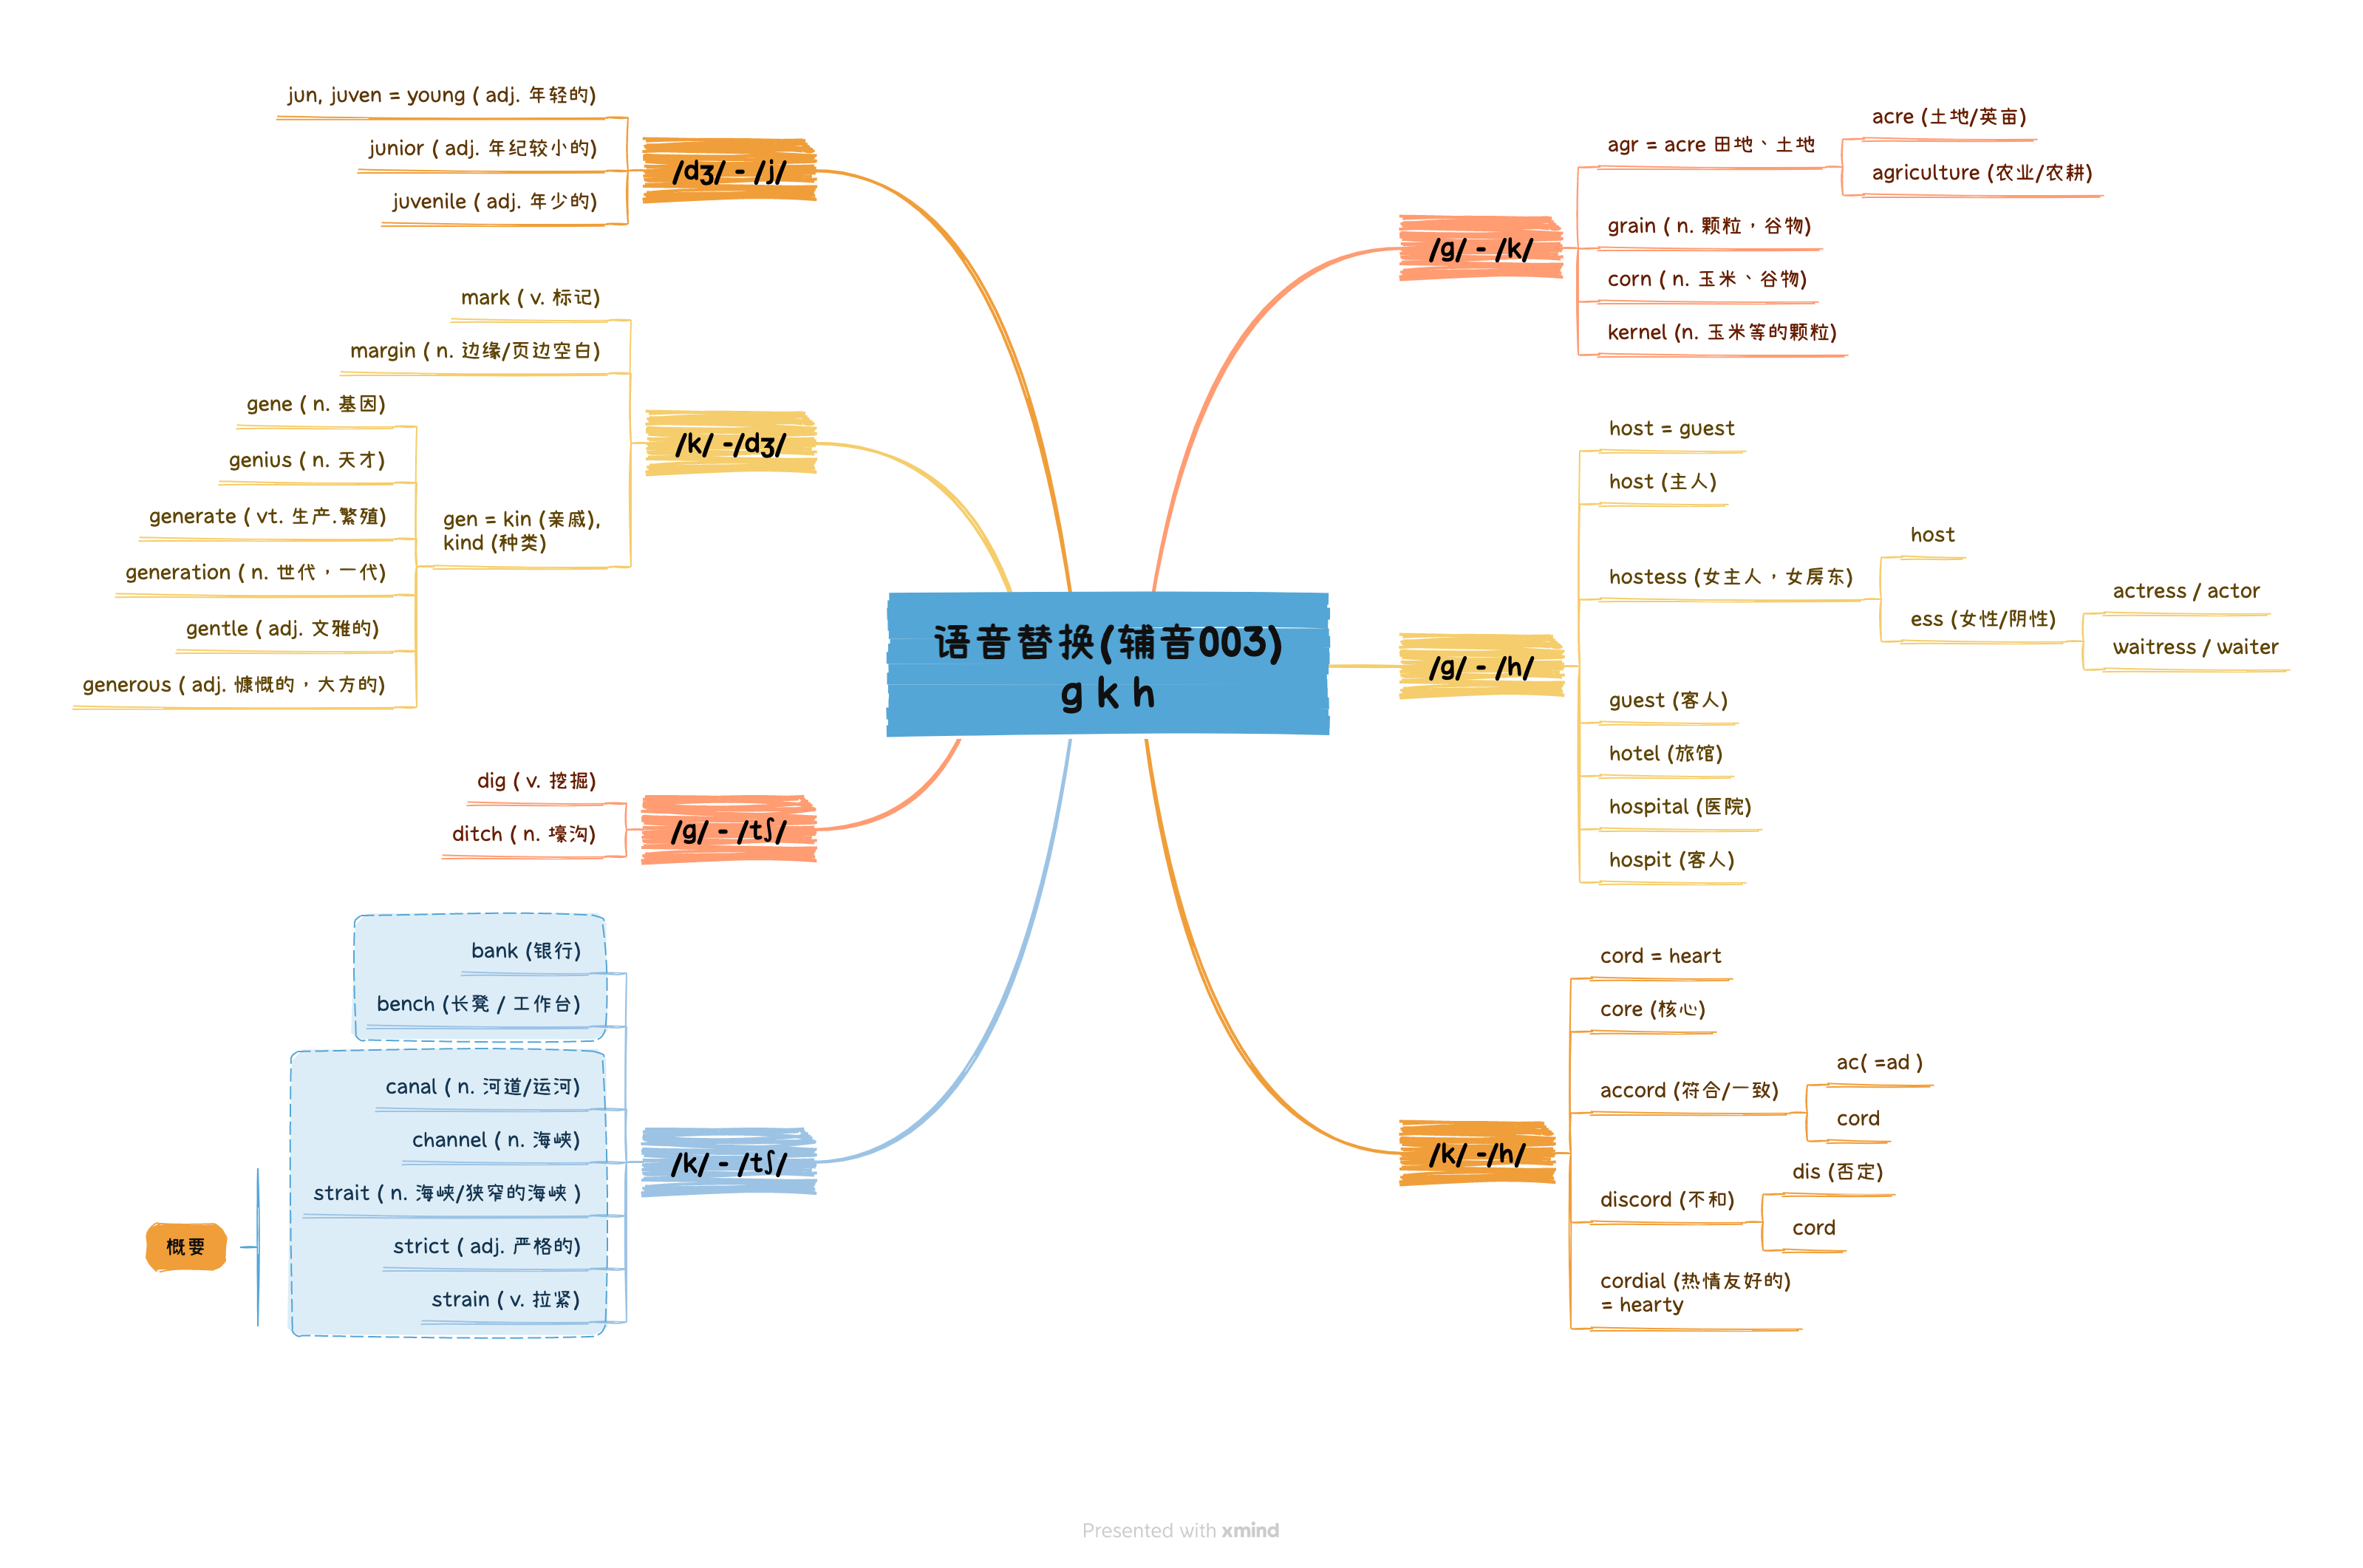 语音替换(辅音003)
g k h
/g/ - /k/
agr = acre 田地、土地
acre (土地/英亩)
agriculture (农业/农耕)
grain ( n. 颗粒，谷物)
corn ( n. 玉米、谷物)
kernel (n. 玉米等的颗粒)
/g/ - /h/
host = guest
host (主人)
hostess (女主人，女房东)
host
ess (女性/阴性)
actress / actor
waitress / waiter
guest (客人)
hotel (旅馆)
hospital (医院)
hospit (客人)
/k/ -/h/
cord = heart
core (核心)
accord (符合/一致)
ac( =ad )
cord
discord (不和)
dis (否定)
cord
cordial (热情友好的)
= hearty
/dʒ/ - /j/
jun, juven = young ( adj. 年轻的)
junior ( adj. 年纪较小的)
juvenile ( adj. 年少的)
/k/ -/dʒ/
mark ( v. 标记)
margin ( n. 边缘/页边空白)
gen = kin (亲戚),
kind (种类)
gene ( n. 基因)
genius ( n. 天才)
generate ( vt. 生产.繁殖)
generation ( n. 世代，一代)
gentle ( adj. 文雅的)
generous ( adj. 慷慨的，大方的)
/g/ - /tʃ/
dig ( v. 挖掘)
ditch ( n. 壕沟)
/k/ - /tʃ/
bank (银行)
bench (长凳 / 工作台)
canal ( n. 河道/运河)
channel ( n. 海峡)
strait ( n. 海峡/狭窄的海峡 )
strict ( adj. 严格的)
strain ( v. 拉紧)
概要
Presented with xmind